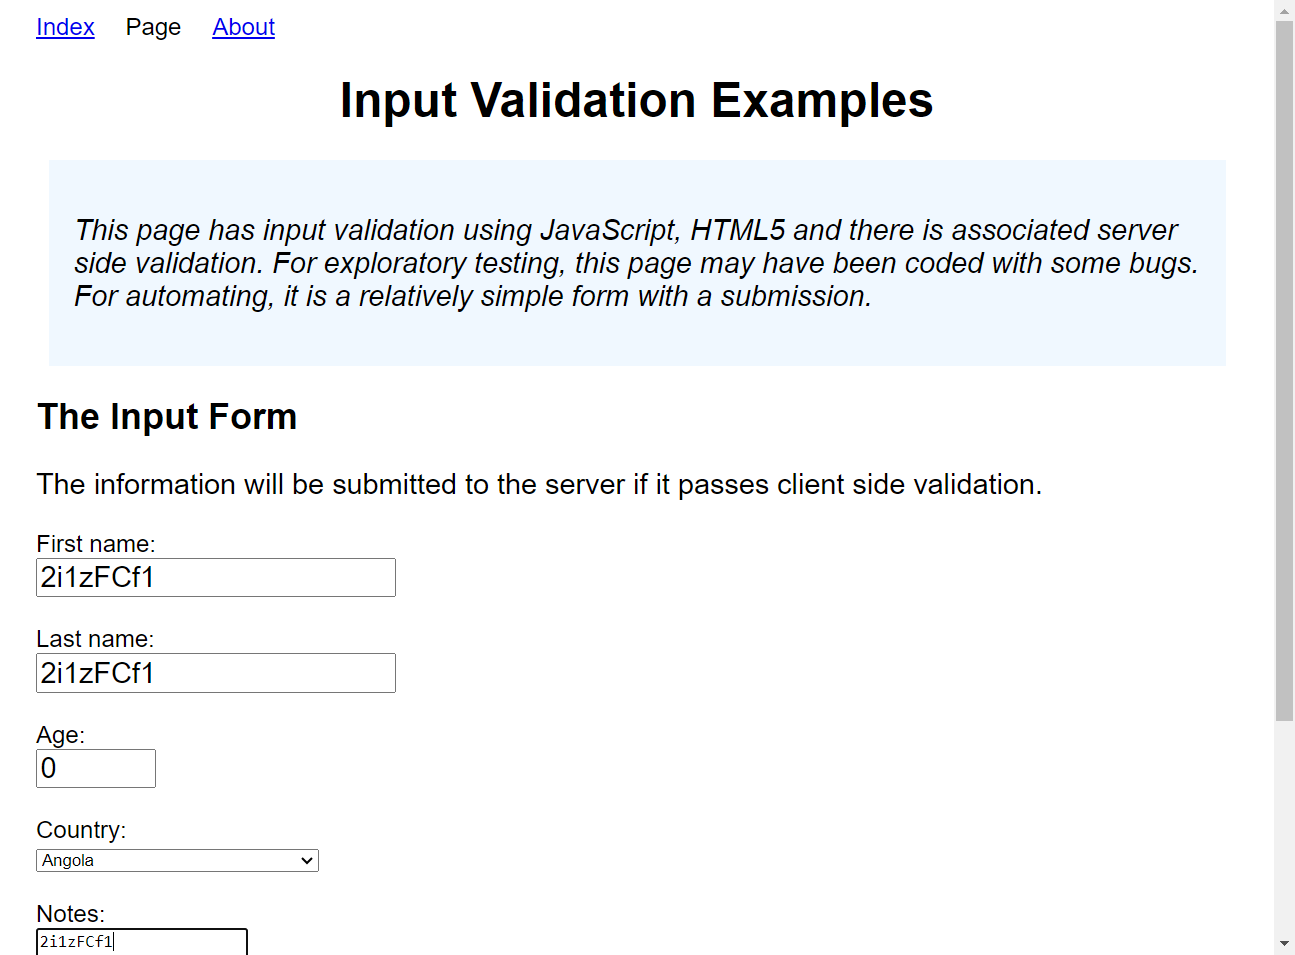 Index Page About
Input Validation Examples
This page has input validation using JavaScript, HTML5 and there is associated server
side validation. For exploratory testing, this page may have been coded with some bugs.
For automating, it is a relatively simple form with a submission.
The Input Form
The information will be submitted to the server if it passes client side validation.
First name:
2i1zFCf1
Last name:
2i1zFCf1
Age:
0
Country:
Angola
Notes:
2i1zFCf1